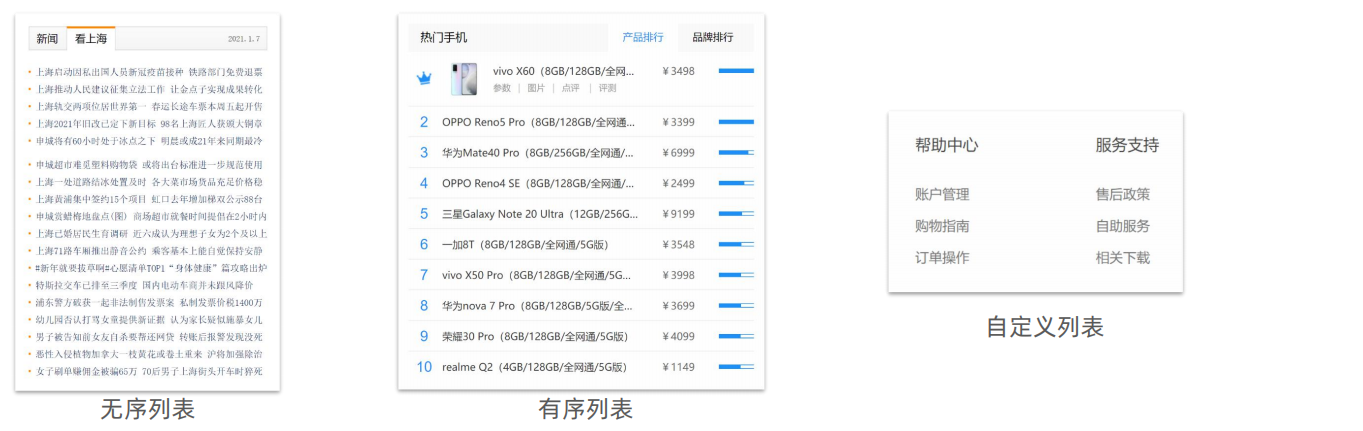 新闻 看上海 2021.1.7
上海启动因私出国人员新冠疫苗接种 铁路部门免费退票
上海推动人民建议征集立法工作 让金点子实现成果转化
上海轨交两项位居世界第一 春运长途车票本周五起开售
上海2021年旧改已定下新目标 98名上海匠人获颁大铜章
申城将有60小时处于冰点之下 明晨或成21年来同期最冷
申城超市难觅塑料购物袋 或将出台标准进一步规范使用
上海一处道路结冰处置及时 各大菜市场货品充足价格稳
上海黄浦集中签约15个项目 虹口去年增加梯双公示88台
申城赏蜡梅地盘点(图) 商场超市就餐时间提倡在2小时内
上海已婚居民生育调研 近六成认为理想子女为2个及以上
上海71路车厢推出静音公约 乘客基本上能自觉保持安静
#新年就要拔草啊#心愿清单TOP1“身体健康”篇攻略出炉
特斯拉交车已排至三季度 国内电动车商并未跟风降价
浦东警方破获一起非法制售发票案 私制发票价税1400万
幼儿园否认打骂女童提供新证据 认为家长疑似施暴女儿
男子被告知前女友自杀要帮还网贷 转账后报警发现没死
恶性入侵植物加拿大一枝黄花或卷土重来 沪将加强除治
女子刷单赚佣金被骗65万 70后男子上海街头开车时猝死
无序列表
热门手机 产品排行 品牌排行
vivo X60（8GB/128GB/全网... ￥3498
参数 | 图片 | 点评 | 评测
2 OPPO Reno5 Pro（8GB/128GB/全网通... ￥3399
3 华为Mate40 Pro（8GB/256GB/全网通/... ￥6999
4 OPPO Reno4 SE（8GB/128GB/全网通/... ￥2499
5 三星Galaxy Note 20 Ultra（12GB/256G... ￥9199
6 一加8T（8GB/128GB/全网通/5G版） ￥3548
7 vivo X50 Pro（8GB/128GB/全网通/5G... ￥3998
8 华为nova 7 Pro（8GB/128GB/5G版/全... ￥3699
9 荣耀30 Pro（8GB/128GB/全网通/5G版） ￥4099
10 realme Q2（4GB/128GB/全网通/5G版） ￥1149
有序列表
帮助中心 服务支持
账户管理 售后政策
购物指南 自助服务
订单操作 相关下载
自定义列表